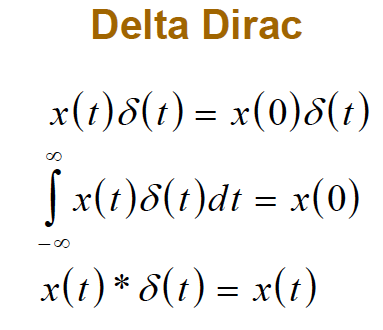 Delta Dirac
x(t)δ(t) = x(0)δ(t)
∫_{-∞}^{∞} x(t)δ(t)dt = x(0)
x(t) * δ(t) = x(t)